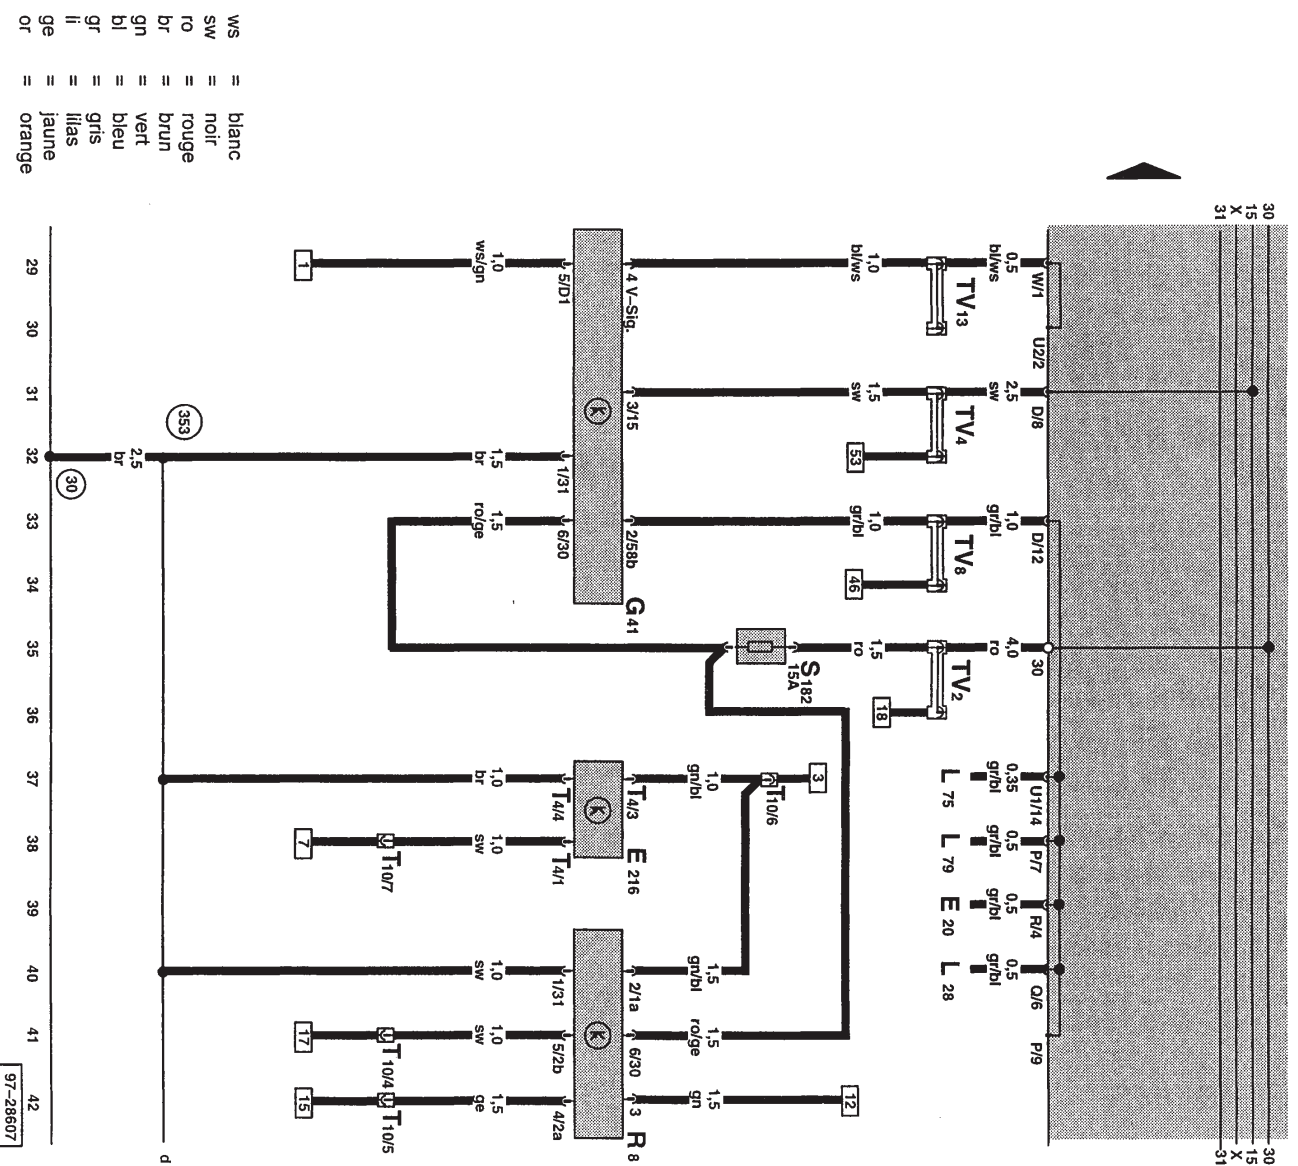 ws = blanc
sw = noir
ro = rouge
br = brun
gn = vert
bl = bleu
gr = gris
li = lilas
ge = jaune
or = orange
30
15
X
31
30
15
X
31
W/1
U2/2
D/8
D/12
30
U1/14
P/7
R/4
Q/6
P/9
0,5
bl/ws
2,5
sw
1,0
gr/bl
4,0
ro
0,35
gr/bl
0,5
gr/bl
0,5
gr/bl
0,5
gr/bl
L 75
L 79
E 20
L 28
TV13
TV4
TV8
TV2
53
46
18
1,0
bl/ws
1,5
sw
1,0
gr/bl
1,5
ro
S182
15A
12
3
T10/6
1,0
gn/bl
1,5
gn/bl
1,5
ro/ge
1,5
gn
4 V–Sig.
3/15
2/58b
G41
T4/3
E 216
2/1a
6/30
3
R8
k
k
k
5/D1
1/31
6/30
T4/4
T4/1
1/31
5/2b
4/2a
1,0
ws/gn
1,5
br
1,5
ro/ge
1,0
br
1,0
sw
1,0
sw
1,0
sw
1,5
ge
T10/7
T10/4
T10/5
1
7
17
15
353
2,5
br
30
d
29 30 31 32 33 34 35 36 37 38 39 40 41 42
97–28607